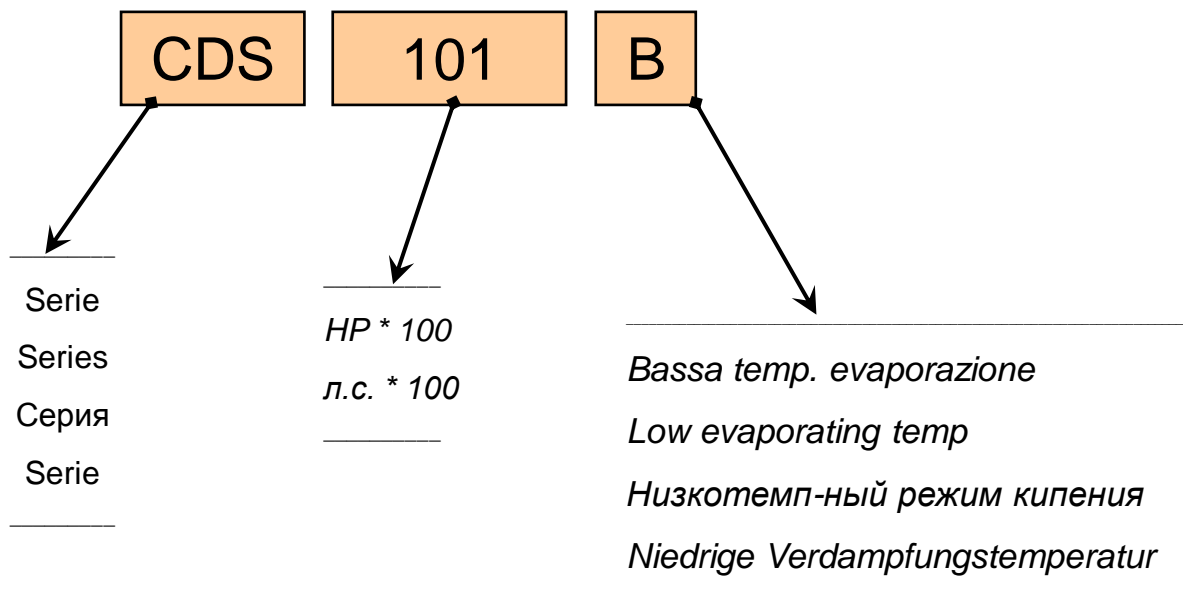 CDS 101 B
Serie
Series
Серия
Serie
HP * 100
л.с. * 100
Bassa temp. evaporazione
Low evaporating temp
Низкотемп-ный режим кипения
Niedrige Verdampfungstemperatur